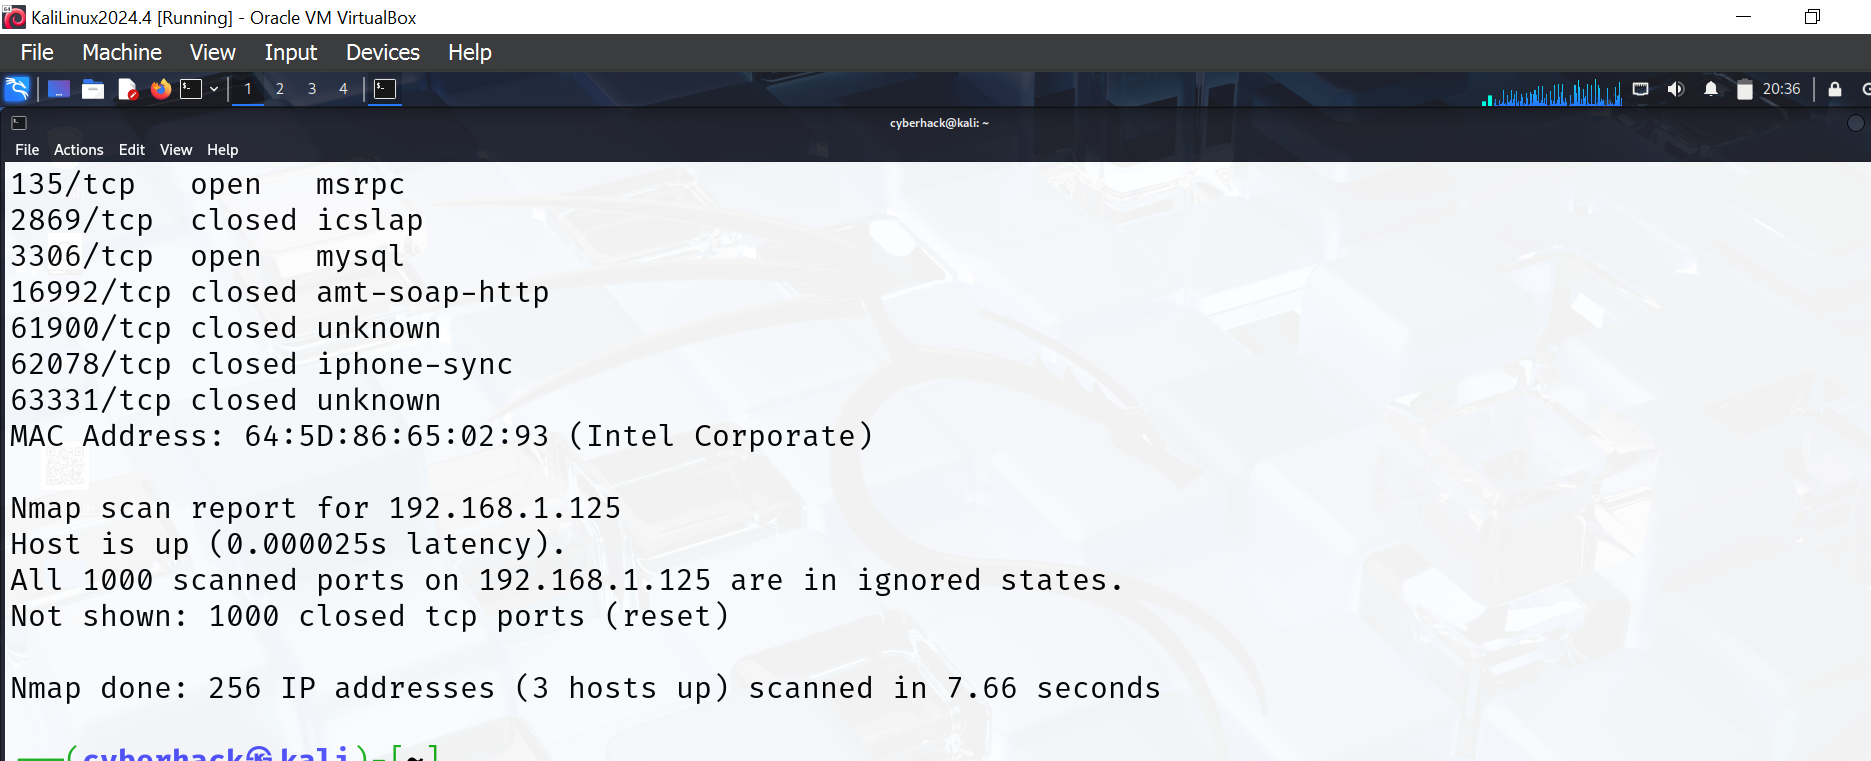 KaliLinux2024.4 [Running] - Oracle VM VirtualBox
File Machine View Input Devices Help
1 2 3 4 20:36
cyberhack@kali: ~
File Actions Edit View Help
135/tcp open msrpc
2869/tcp closed icslap
3306/tcp open mysql
16992/tcp closed amt-soap-http
61900/tcp closed unknown
62078/tcp closed iphone-sync
63331/tcp closed unknown
MAC Address: 64:5D:86:65:02:93 (Intel Corporate)
Nmap scan report for 192.168.1.125
Host is up (0.000025s latency).
All 1000 scanned ports on 192.168.1.125 are in ignored states.
Not shown: 1000 closed tcp ports (reset)
Nmap done: 256 IP addresses (3 hosts up) scanned in 7.66 seconds
──(cyberhack㉿kali)-[~]